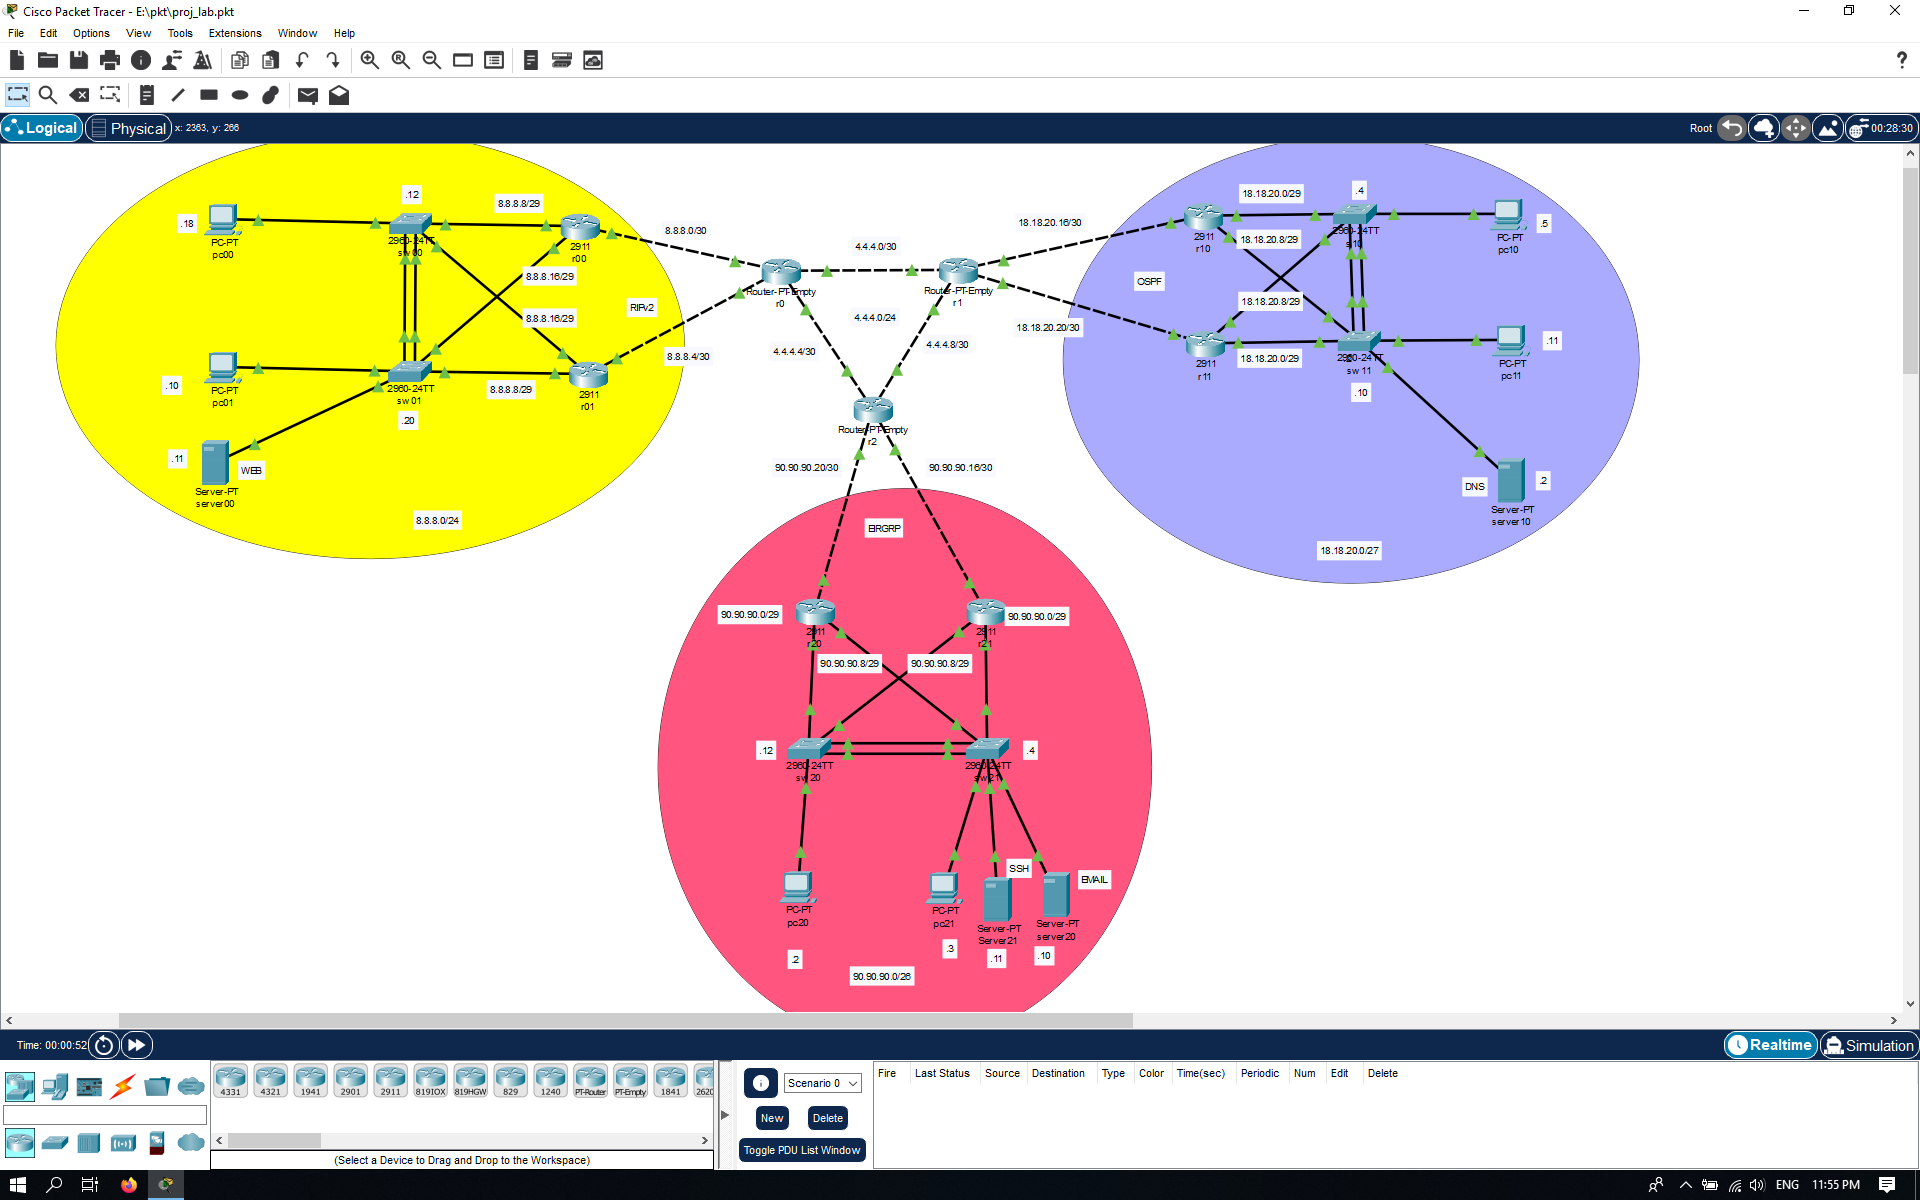 Cisco Packet Tracer - E:\pkt\proj_lab.pkt
File Edit Options View Tools Extensions Window Help
?
Logical Physical x: 2363, y: 266 Root 00:28:30
.12
8.8.8.8/29
.18
PC-PT
pc00
2960-24TT
sw00
2911
r00
8.8.8.0/30
8.8.8.16/29
RIPv2
8.8.8.16/29
.10
PC-PT
pc01
2960-24TT
sw01
8.8.8.8/29
2911
r01
8.8.8.4/30
.20
.11
WEB
Server-PT
server00
8.8.8.0/24
4.4.4.0/30
Router-PT-Empty
r0
Router-PT-Empty
r1
4.4.4.0/24
4.4.4.4/30
4.4.4.8/30
Router-PT-Empty
r2
90.90.90.20/30
90.90.90.16/30
18.18.20.16/30
18.18.20.20/30
18.18.20.0/29
.4
2911
r10
2960-24TT
.5
PC-PT
pc10
18.18.20.8/29
OSPF
18.18.20.8/29
18.18.20.0/29
2911
r11
2960-24TT
sw11
.11
PC-PT
pc11
.10
DNS
.2
Server-PT
server10
18.18.20.0/27
EIRGRP
90.90.90.0/29
90.90.90.0/29
2911
r20
2911
r21
90.90.90.8/29
90.90.90.8/29
.12
2960-24TT
sw20
2960-24TT
sw21
.4
SSH
EMAIL
PC-PT
pc20
PC-PT
pc21
Server-PT
Server21
Server-PT
server20
.2
.3
.11
.10
90.90.90.0/26
Time: 00:00:52 Realtime Simulation
4331 4321 1941 2901 2911 819IOX 819HGW 829 1240 PT-Router PT-Empty 1841 2620
(Select a Device to Drag and Drop to the Workspace)
Scenario 0
New Delete
Toggle PDU List Window
Fire Last Status Source Destination Type Color Time(sec) Periodic Num Edit Delete
ENG 11:55 PM